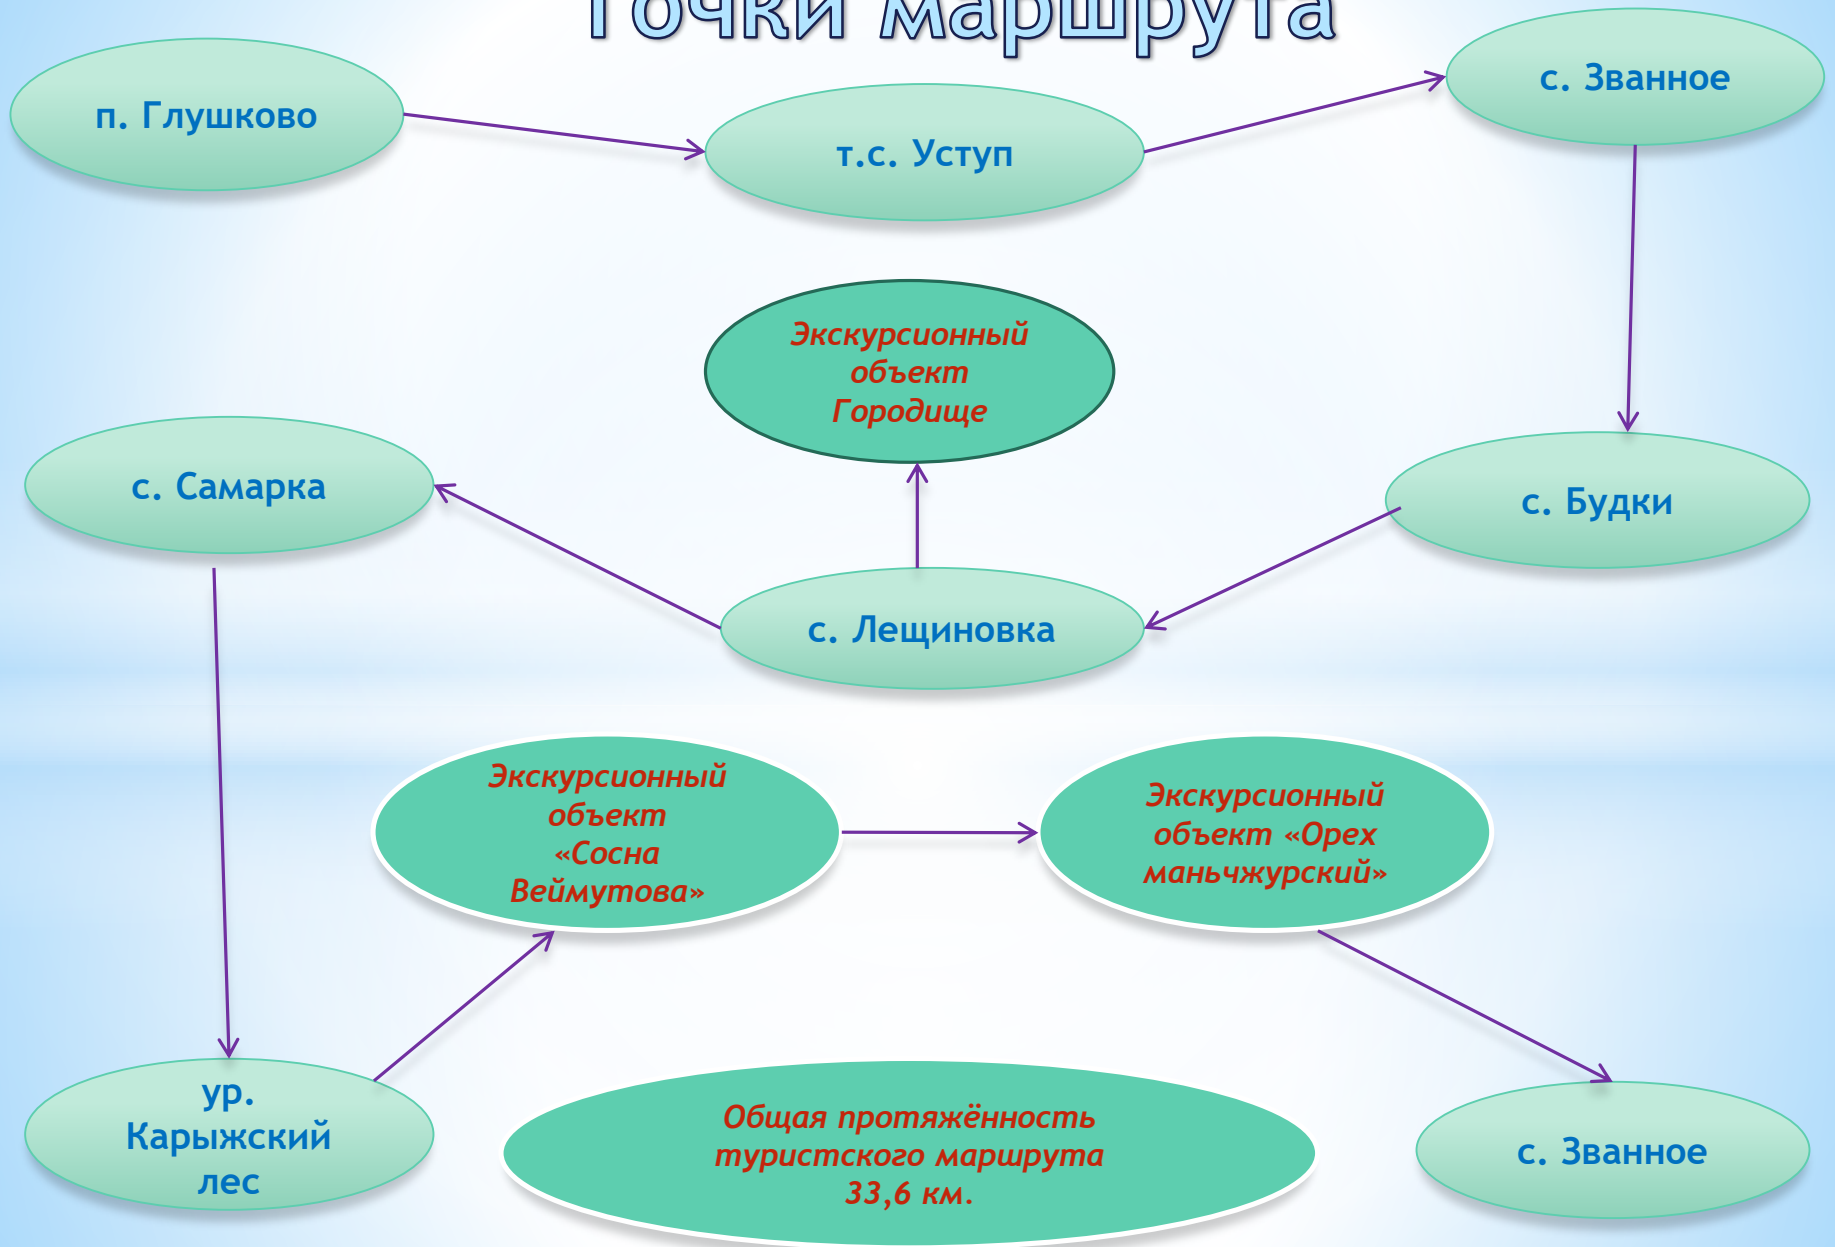 Точки маршрута
п. Глушково
т.с. Уступ
с. Званное
Экскурсионный
объект
Городище
с. Самарка
с. Будки
с. Лещиновка
Экскурсионный
объект
«Сосна
Веймутова»
Экскурсионный
объект «Орех
маньчжурский»
ур.
Карыжский
лес
Общая протяжённость
туристского маршрута
33,6 км.
с. Званное